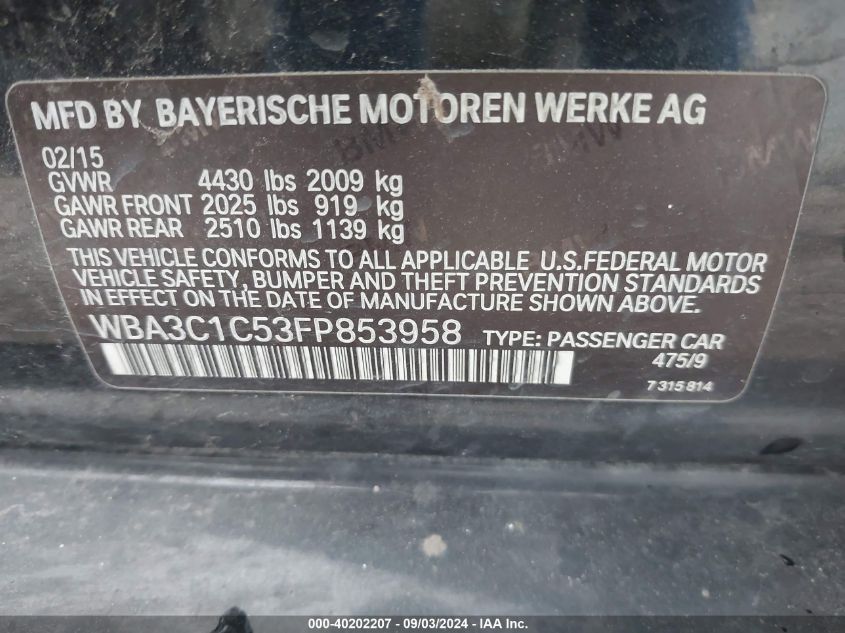 MFD BY BAYERISCHE MOTOREN WERKE AG
02/15
GVWR 4430 lbs 2009 kg
GAWR FRONT 2025 lbs 919 kg
GAWR REAR 2510 lbs 1139 kg
THIS VEHICLE CONFORMS TO ALL APPLICABLE U.S.FEDERAL MOTOR
VEHICLE SAFETY, BUMPER AND THEFT PREVENTION STANDARDS
IN EFFECT ON THE DATE OF MANUFACTURE SHOWN ABOVE.
WBA3C1C53FP853958 TYPE: PASSENGER CAR
475/9
7315814
000-40202207 - 09/03/2024 - IAA Inc.